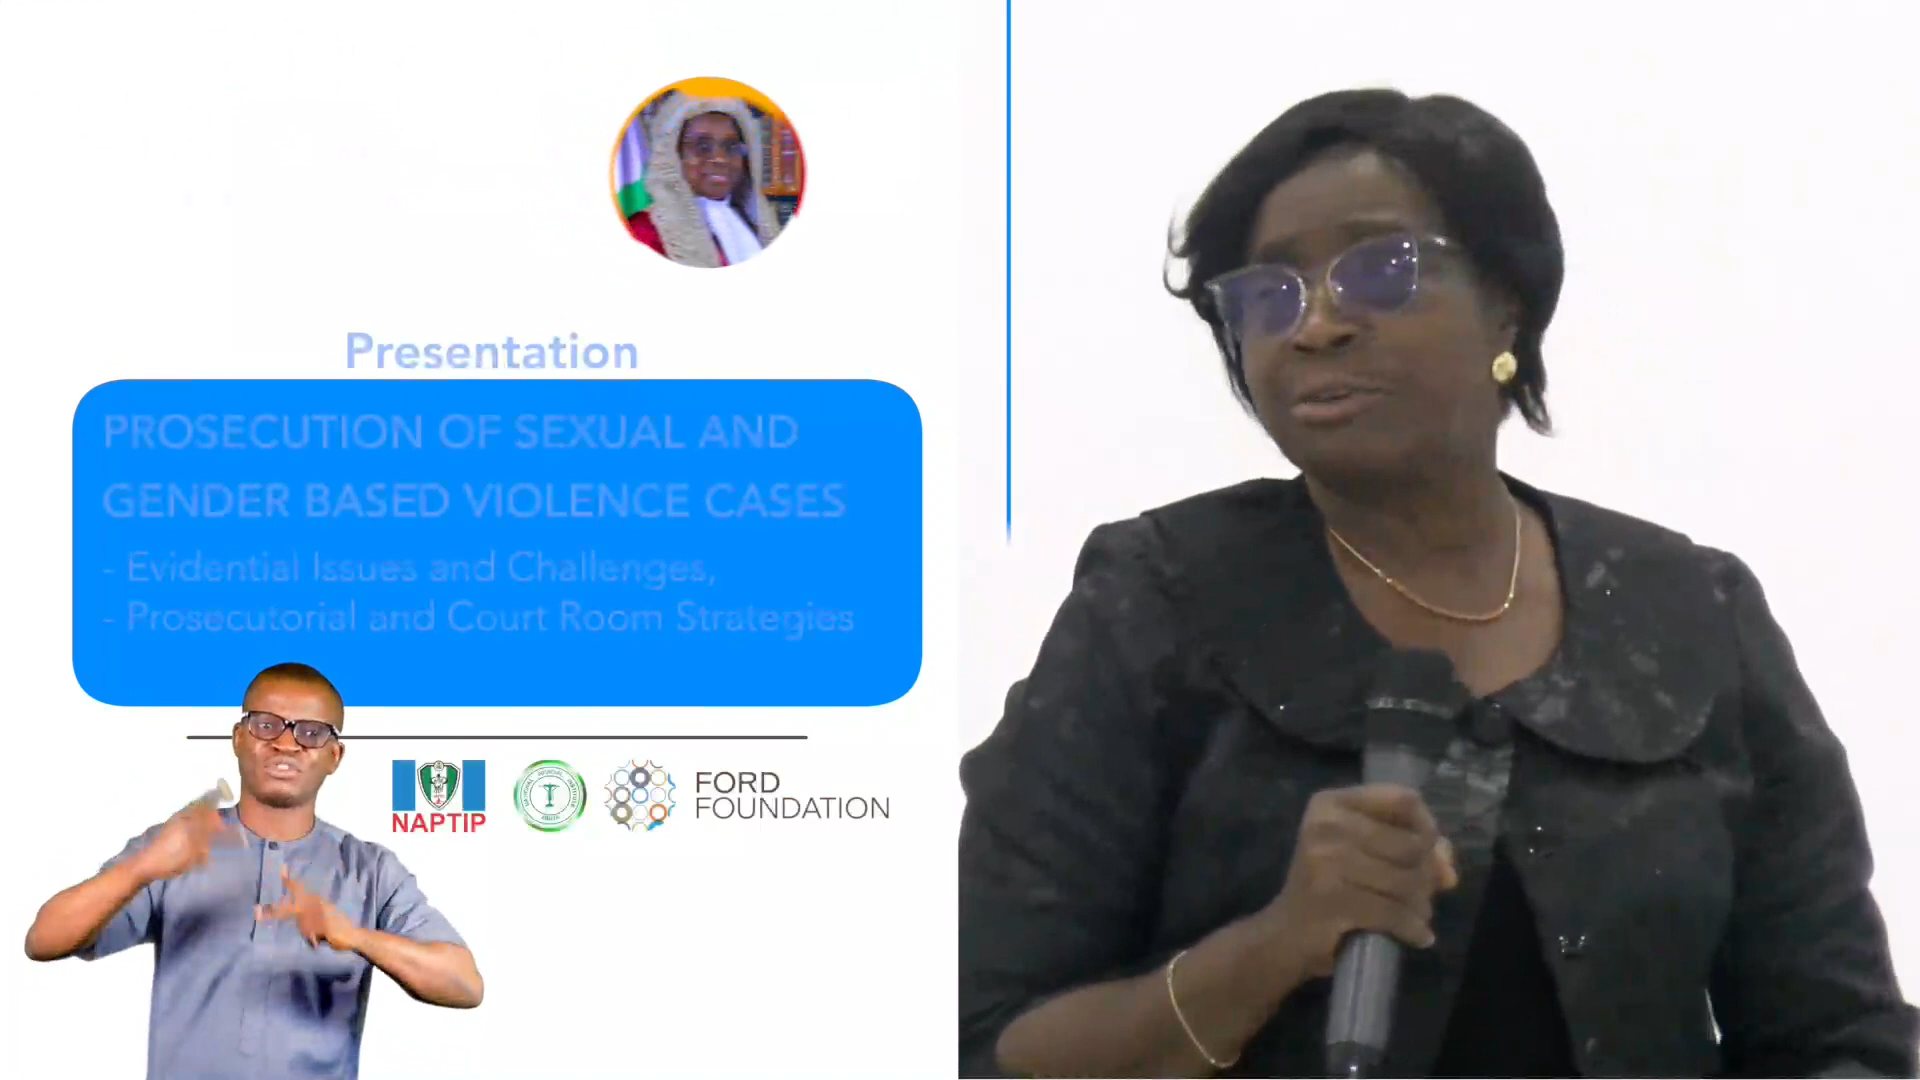 Presentation
PROSECUTION OF SEXUAL AND
GENDER BASED VIOLENCE CASES
- Evidential Issues and Challenges,
- Prosecutorial and Court Room Strategies
NAPTIP
FORD
FOUNDATION